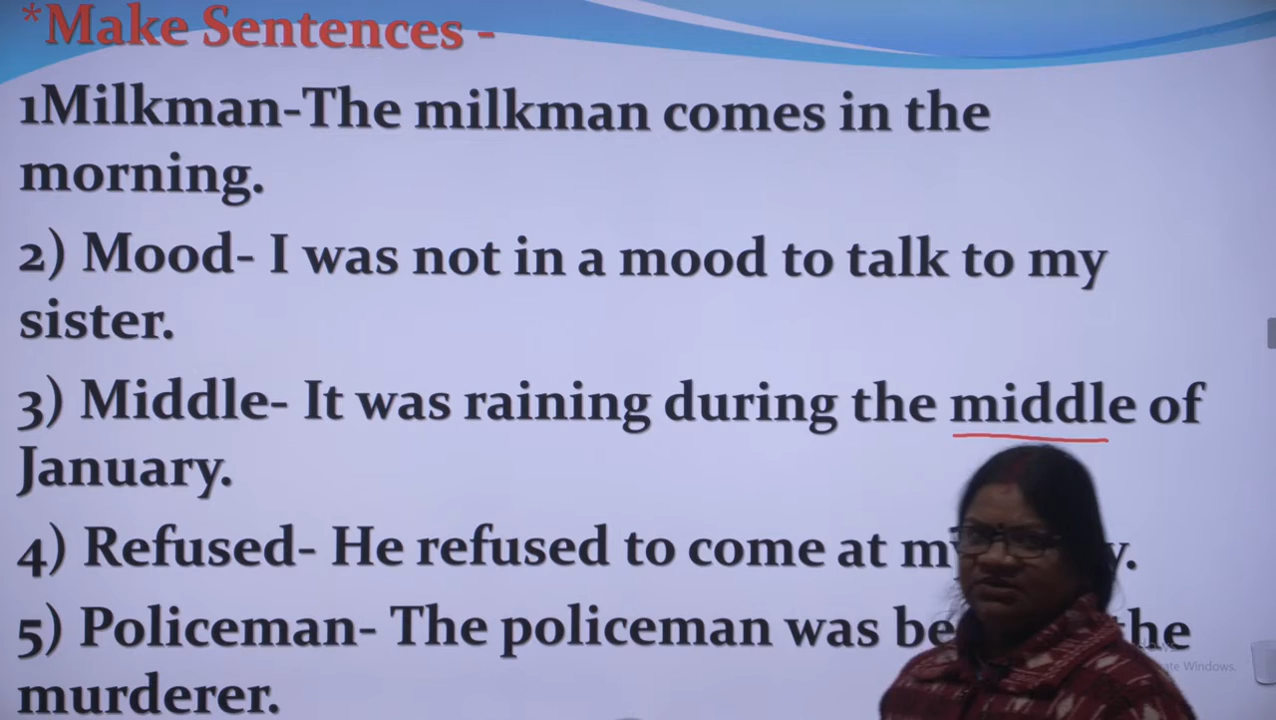 *Make Sentences -
1Milkman-The milkman comes in the
morning.
2) Mood- I was not in a mood to talk to my
sister.
3) Middle- It was raining during the middle of
January.
4) Refused- He refused to come at
5) Policeman- The policeman was the
murderer.
Windows.